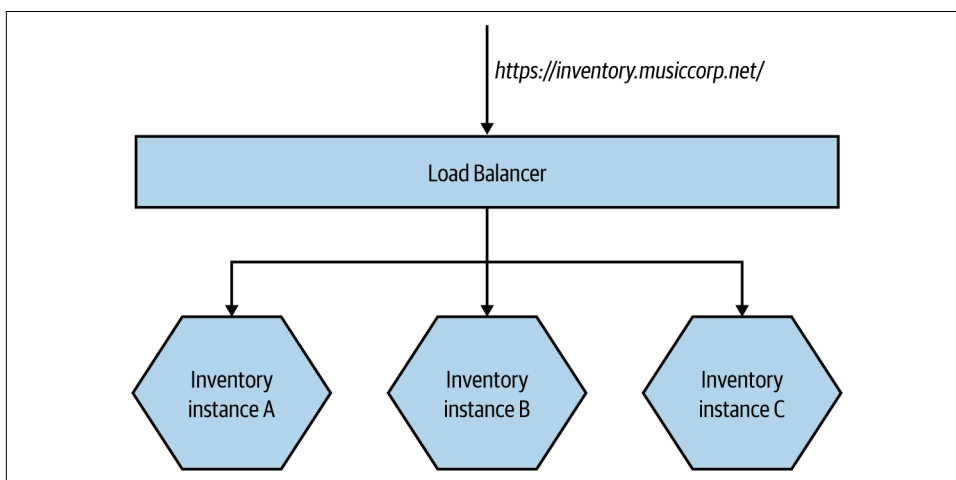 https://inventory.musiccorp.net/
Load Balancer
Inventory
instance A
Inventory
instance B
Inventory
instance C